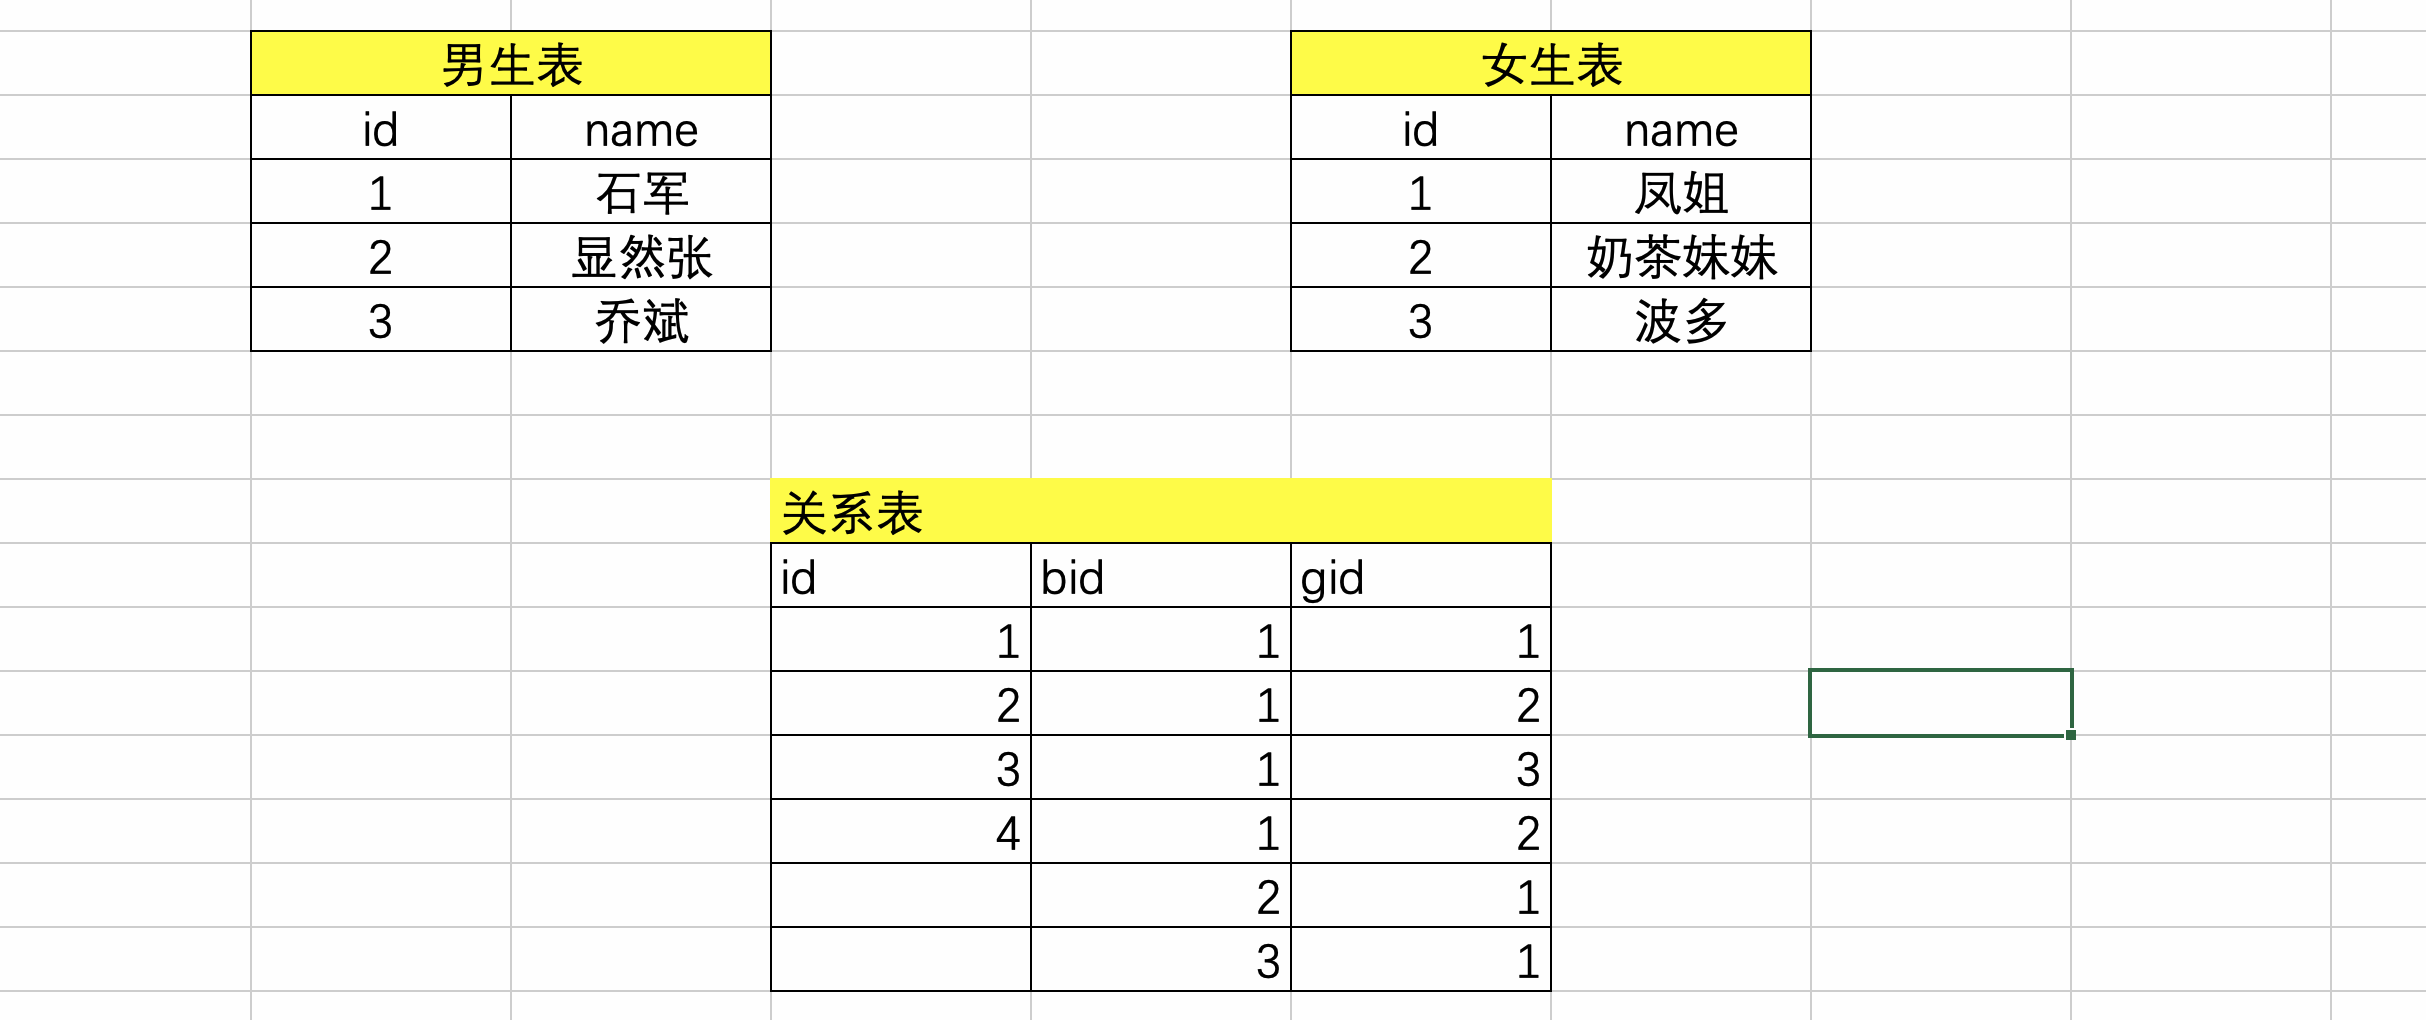 男生表 女生表
id name id name
1 石军 1 凤姐
2 显然张 2 奶茶妹妹
3 乔斌 3 波多
关系表
id bid gid
1 1 1
2 1 2
3 1 3
4 1 2
2 1
3 1